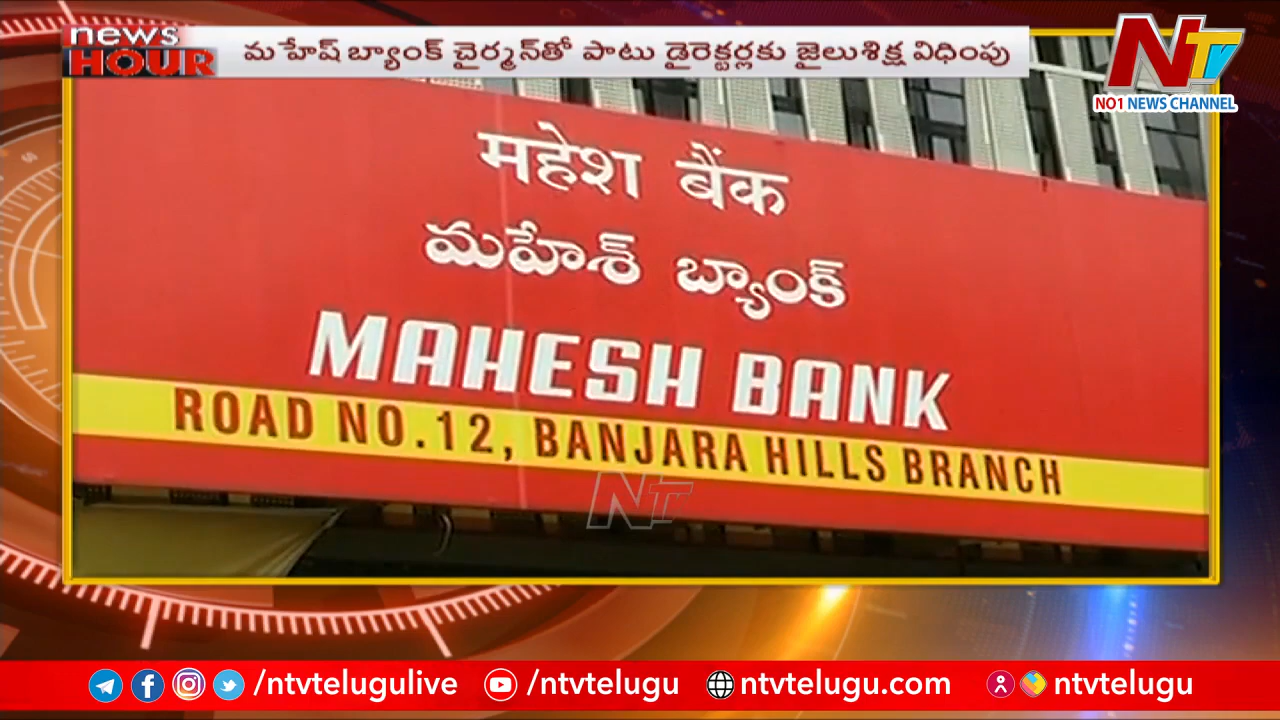 news
HOUR
మహేష్ బ్యాంక్ చైర్మన్‌తో పాటు డైరెక్టర్లకు జైలుశిక్ష విధింపు
NTV
NO1 NEWS CHANNEL
महेश बैंक
మహేశ్ బ్యాంక్
MAHESH BANK
ROAD NO.12, BANJARA HILLS BRANCH
NTV
/ntvtelugulive
/ntvtelugu
ntvtelugu.com
ntvtelugu